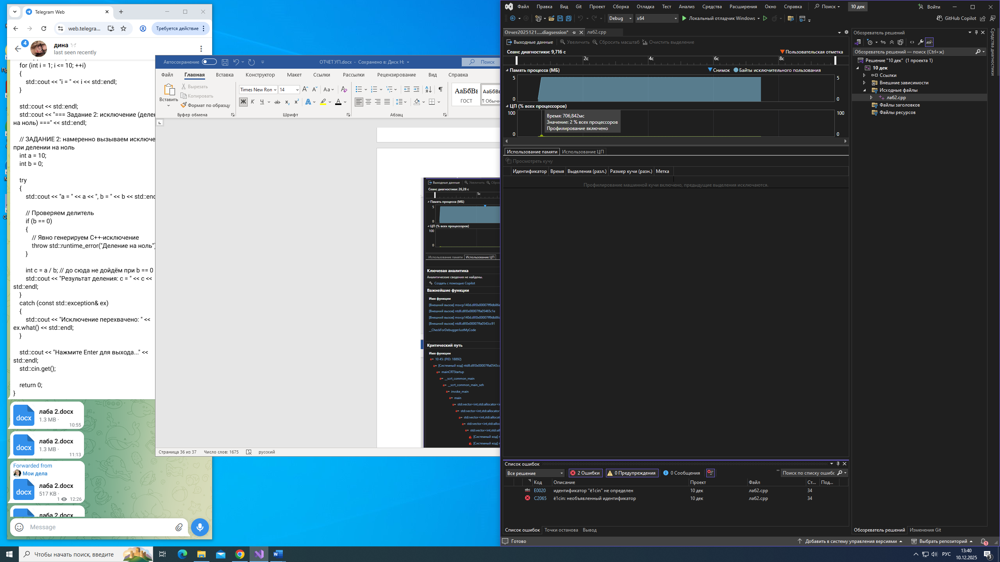 Telegram Web
web.telegra...
Требуется действие
4
дина
last seen recently
for (int i = 1; i <= 10; ++i)
{
std::cout << "i = " << i << std::endl;
}
std::cout << std::endl;
std::cout << "=== Задание 2: исключение (делен
на ноль) ===" << std::endl;
// ЗАДАНИЕ 2: намеренно вызываем исключе
при делении на ноль
int a = 10;
int b = 0;
try
{
std::cout << "a = " << a << ", b = " << b << std::end
// Проверяем делитель
if (b == 0)
{
// Явно генерируем C++-исключение
throw std::runtime_error("Деление на ноль")
}
int c = a / b; // до сюда не дойдём при b == 0
std::cout << "Результат деления: c = " << c <<
std::endl;
}
catch (const std::exception& ex)
{
std::cout << "Исключение перехвачено: " <<
ex.what() << std::endl;
}
std::cout << "Нажмите Enter для выхода..." <<
std::endl;
std::cin.get();
return 0;
}
docx
лаба 2.docx
1.3 MB ·
10:55
docx
лаба 2.docx
1.3 MB ·
11:13
Forwarded from
Мои дела
docx
лаба 2.docx
517 KB ·
1 12:26
лаба 2.docx
Message
Автосохранение
ОТЧЕТ УП.docx - Сохранено в: Диск H:
Поиск
Файл Главная Вставка Конструктор Макет Ссылки Рассылки Рецензирование Вид Справка
Вставить
Вырезать
Копировать
Формат по образцу
Буфер обмена
Times New Ron 14
Ж К Ч
Шрифт
Абзац
АаБбВı
ГОСТ
АаБбВı
¶ Обычн
Выходные данные Увеличить Сброс
Сеанс диагностики: 26,28 с
5с
Память процесса (МБ)
5
0
ЦП (% всех процессоров)
100
0
Использование памяти Использование ЦП
Ключевая аналитика
Аналитические сведения не найдены.
Создать с помощью Copilot
Важнейшие функции
Имя функции
[Внешний вызов] msvcp140d.dll!0x00007ff9db86e
[Внешний вызов] ntdll.dll!0x00007ffa05465c1e
[Внешний вызов] msvcp140d.dll!0x00007ff9db86c
[Внешний вызов] ntdll.dll!0x00007ffa0543cc91
__CheckForDebuggerJustMyCode
Критический путь
Имя функции
10 45: (PID: 18892)
[Системный код] ntdll.dll!0x00007ffa0543cc
mainCRTStartup
__scrt_common_main
__scrt_common_main_seh
invoke_main
main
std::vector<int,std::allocator<i
std::vector<int,std::allocator
std::vector<int,std::allocat
std::vector<int,std::alloc
std::vector<int,std::all
[Системный код] r
[Системный код] r
Страница 36 из 37 Число слов: 1675 русский
Файл Правка Вид Git Проект Сборка Отладка Тест Анализ Средства Расширения Окно Справка Поиск 10 дек Войти
Debug x64 Локальный отладчик Windows GitHub Copilot
Отчет2025121....diagsession* лаб2.cpp
Выходные данные Увеличить Сбросить масштаб Очистить выделение
Сеанс диагностики: 9,716 с
Пользовательская отметка
2с 4с 6с 8с
Память процесса (МБ)
Снимок Байты исключительного пользования
5 5
0 0
ЦП (% всех процессоров)
100 100
Время: 706,842мс
Значение: 2 % всех процессоров
Профилирование включено
0 0
Использование памяти Использование ЦП
Просмотреть кучу
Идентификатор Время Выделения (разл.) Размер кучи (разн.) Метка
Профилирование машинной кучи включено, предыдущие выделения исключаются.
Список ошибок
Все решение 2 Ошибки 0 Предупреждения 0 Сообщения Поиск по списку ошибс
Код Описание Проект Файл Ст... Под...
abc E0020 идентификатор "ё1cin" не определен 10 дек лаб2.cpp 34
C2065 ё1cin: необъявленный идентификатор 10 дек лаб2.cpp 34
Список ошибок Точки останова Вывод
Готово
Обозреватель решений
Обозреватель решений — поиск (Ctrl+ж)
Решение "10 дек" (1 проекта 1)
10 дек
Ссылки
Внешние зависимости
Исходные файлы
лаб2.cpp
Файлы заголовков
Файлы ресурсов
Средства диагностики
Обозреватель решений Изменения Git
Добавить в систему управления версиями Выбрать репозиторий 1
Чтобы начать поиск, введите
РУС
13:40
10.12.2025
3